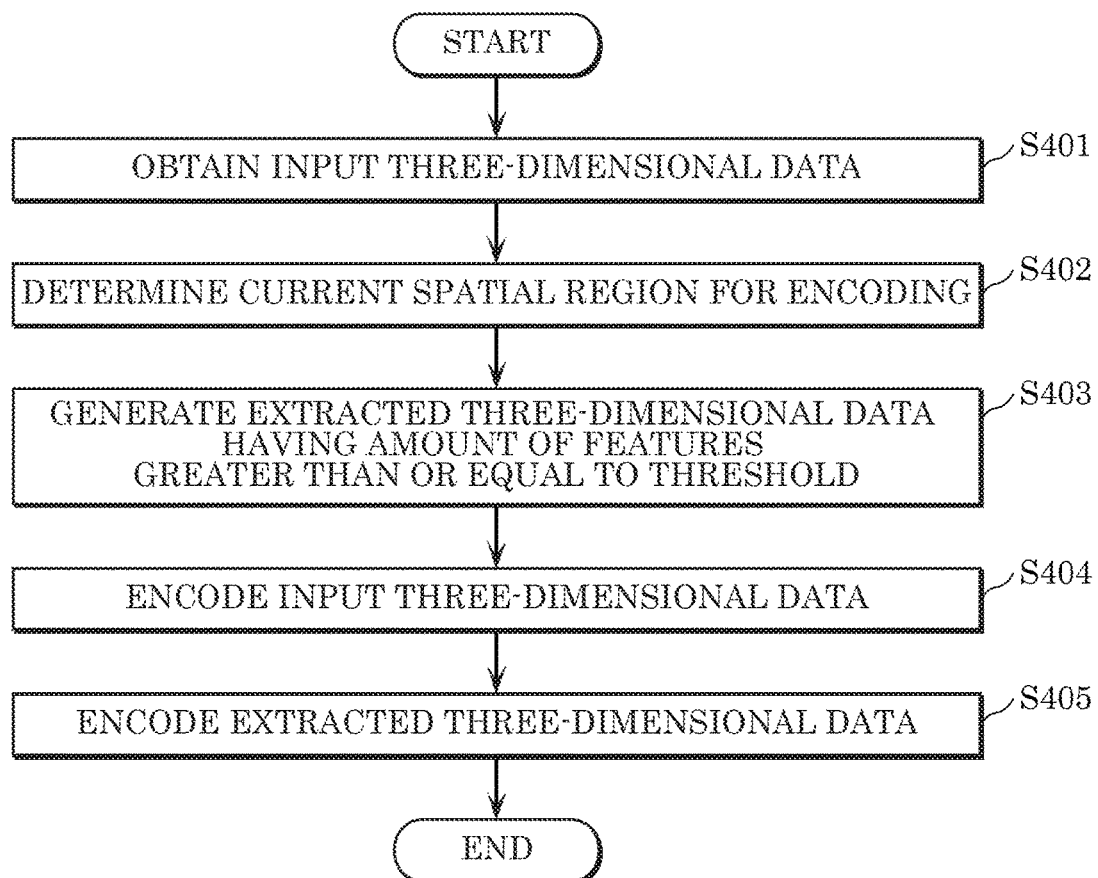 START
OBTAIN INPUT THREE-DIMENSIONAL DATA
S401
DETERMINE CURRENT SPATIAL REGION FOR ENCODING
S402
GENERATE EXTRACTED THREE-DIMENSIONAL DATA
HAVING AMOUNT OF FEATURES
GREATER THAN OR EQUAL TO THRESHOLD
S403
ENCODE INPUT THREE-DIMENSIONAL DATA
S404
ENCODE EXTRACTED THREE-DIMENSIONAL DATA
S405
END